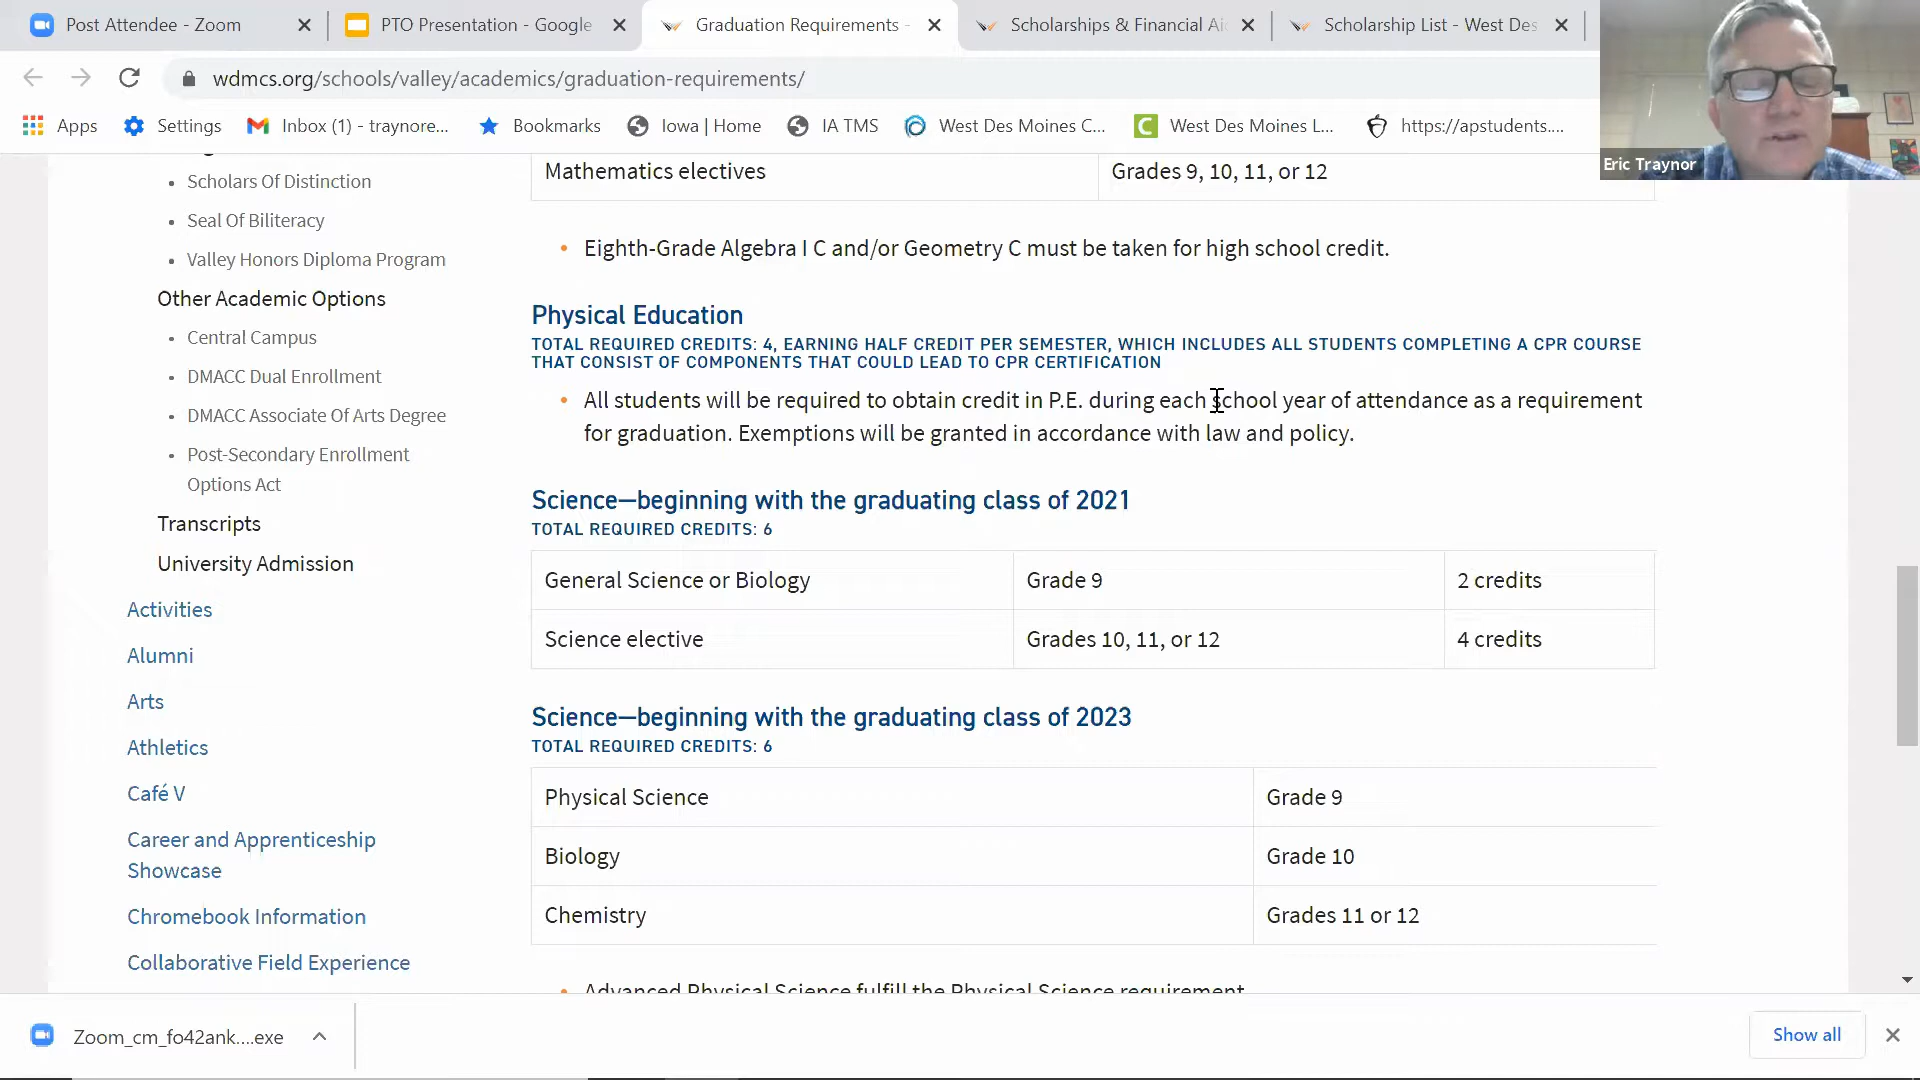 Post Attendee - Zoom
PTO Presentation - Google
Graduation Requirements -
Scholarships & Financial Aid
Scholarship List - West Des
wdmcs.org/schools/valley/academics/graduation-requirements/
Apps
Settings
Inbox (1) - traynore...
Bookmarks
Iowa | Home
IA TMS
West Des Moines C...
West Des Moines L...
https://apstudents....
Eric Traynor
Scholars Of Distinction
Seal Of Biliteracy
Valley Honors Diploma Program
Other Academic Options
Central Campus
DMACC Dual Enrollment
DMACC Associate Of Arts Degree
Post-Secondary Enrollment
Options Act
Transcripts
University Admission
Activities
Alumni
Arts
Athletics
Café V
Career and Apprenticeship
Showcase
Chromebook Information
Collaborative Field Experience
Mathematics electives Grades 9, 10, 11, or 12
• Eighth-Grade Algebra I C and/or Geometry C must be taken for high school credit.
Physical Education
TOTAL REQUIRED CREDITS: 4, EARNING HALF CREDIT PER SEMESTER, WHICH INCLUDES ALL STUDENTS COMPLETING A CPR COURSE
THAT CONSIST OF COMPONENTS THAT COULD LEAD TO CPR CERTIFICATION
• All students will be required to obtain credit in P.E. during each school year of attendance as a requirement
for graduation. Exemptions will be granted in accordance with law and policy.
Science—beginning with the graduating class of 2021
TOTAL REQUIRED CREDITS: 6
General Science or Biology Grade 9 2 credits
Science elective Grades 10, 11, or 12 4 credits
Science—beginning with the graduating class of 2023
TOTAL REQUIRED CREDITS: 6
Physical Science Grade 9
Biology Grade 10
Chemistry Grades 11 or 12
• Advanced Physical Science fulfill the Physical Science requirement
Zoom_cm_fo42ank....exe
Show all